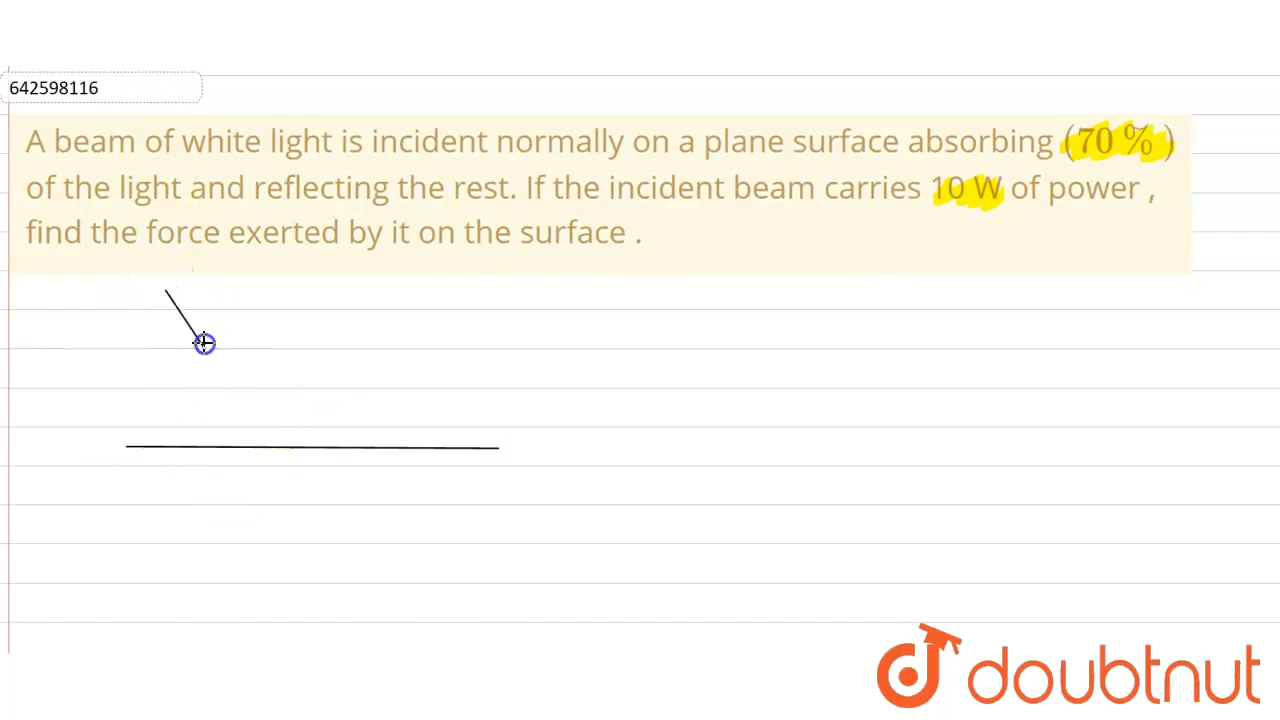 642598116
A beam of white light is incident normally on a plane surface absorbing (70 % )
of the light and reflecting the rest. If the incident beam carries 10 W of power ,
find the force exerted by it on the surface .
doubtnut